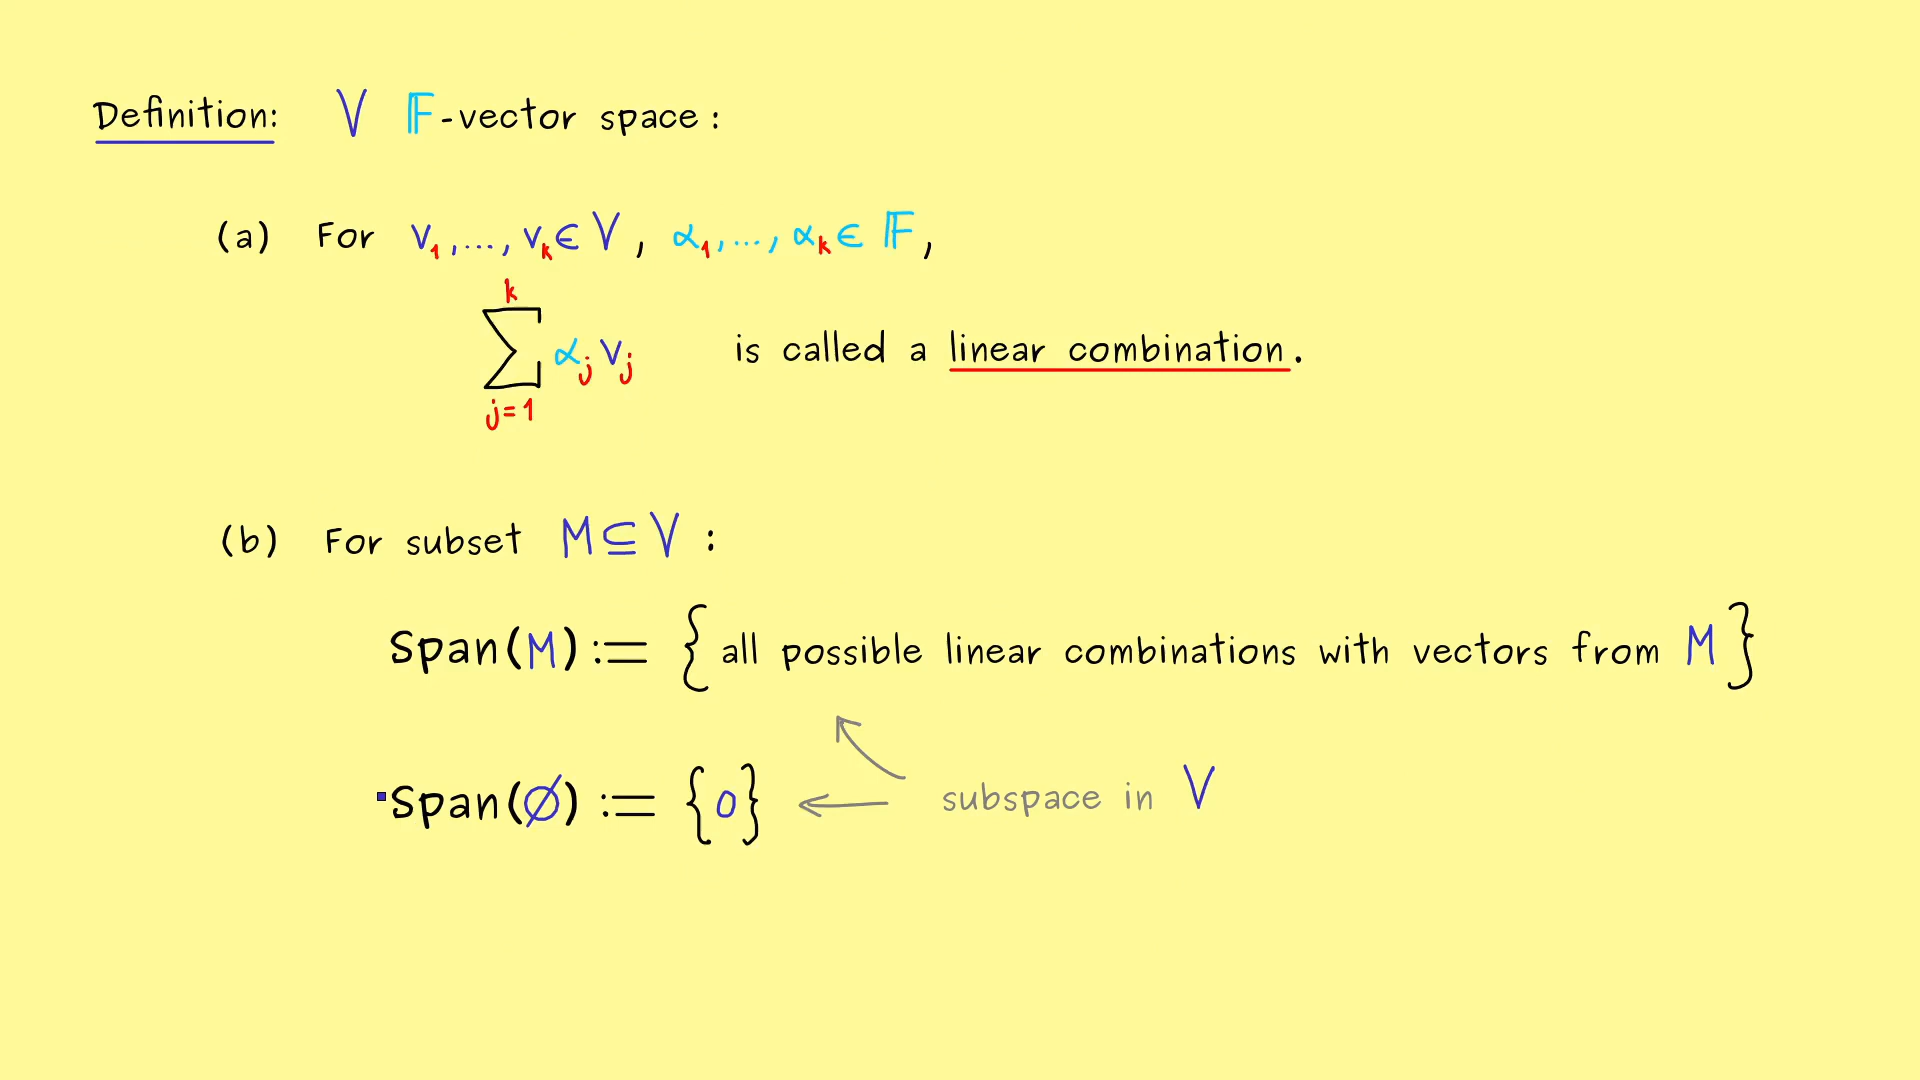 Definition: V 𝔽-vector space:
(a) For v₁,...,vₖ ∈ V, α₁,...,αₖ ∈ 𝔽,
∑ⱼ₌₁ᵏ αⱼ vⱼ is called a linear combination.
(b) For subset M ⊆ V :
Span(M) := { all possible linear combinations with vectors from M }
Span(∅) := {0} ← subspace in V